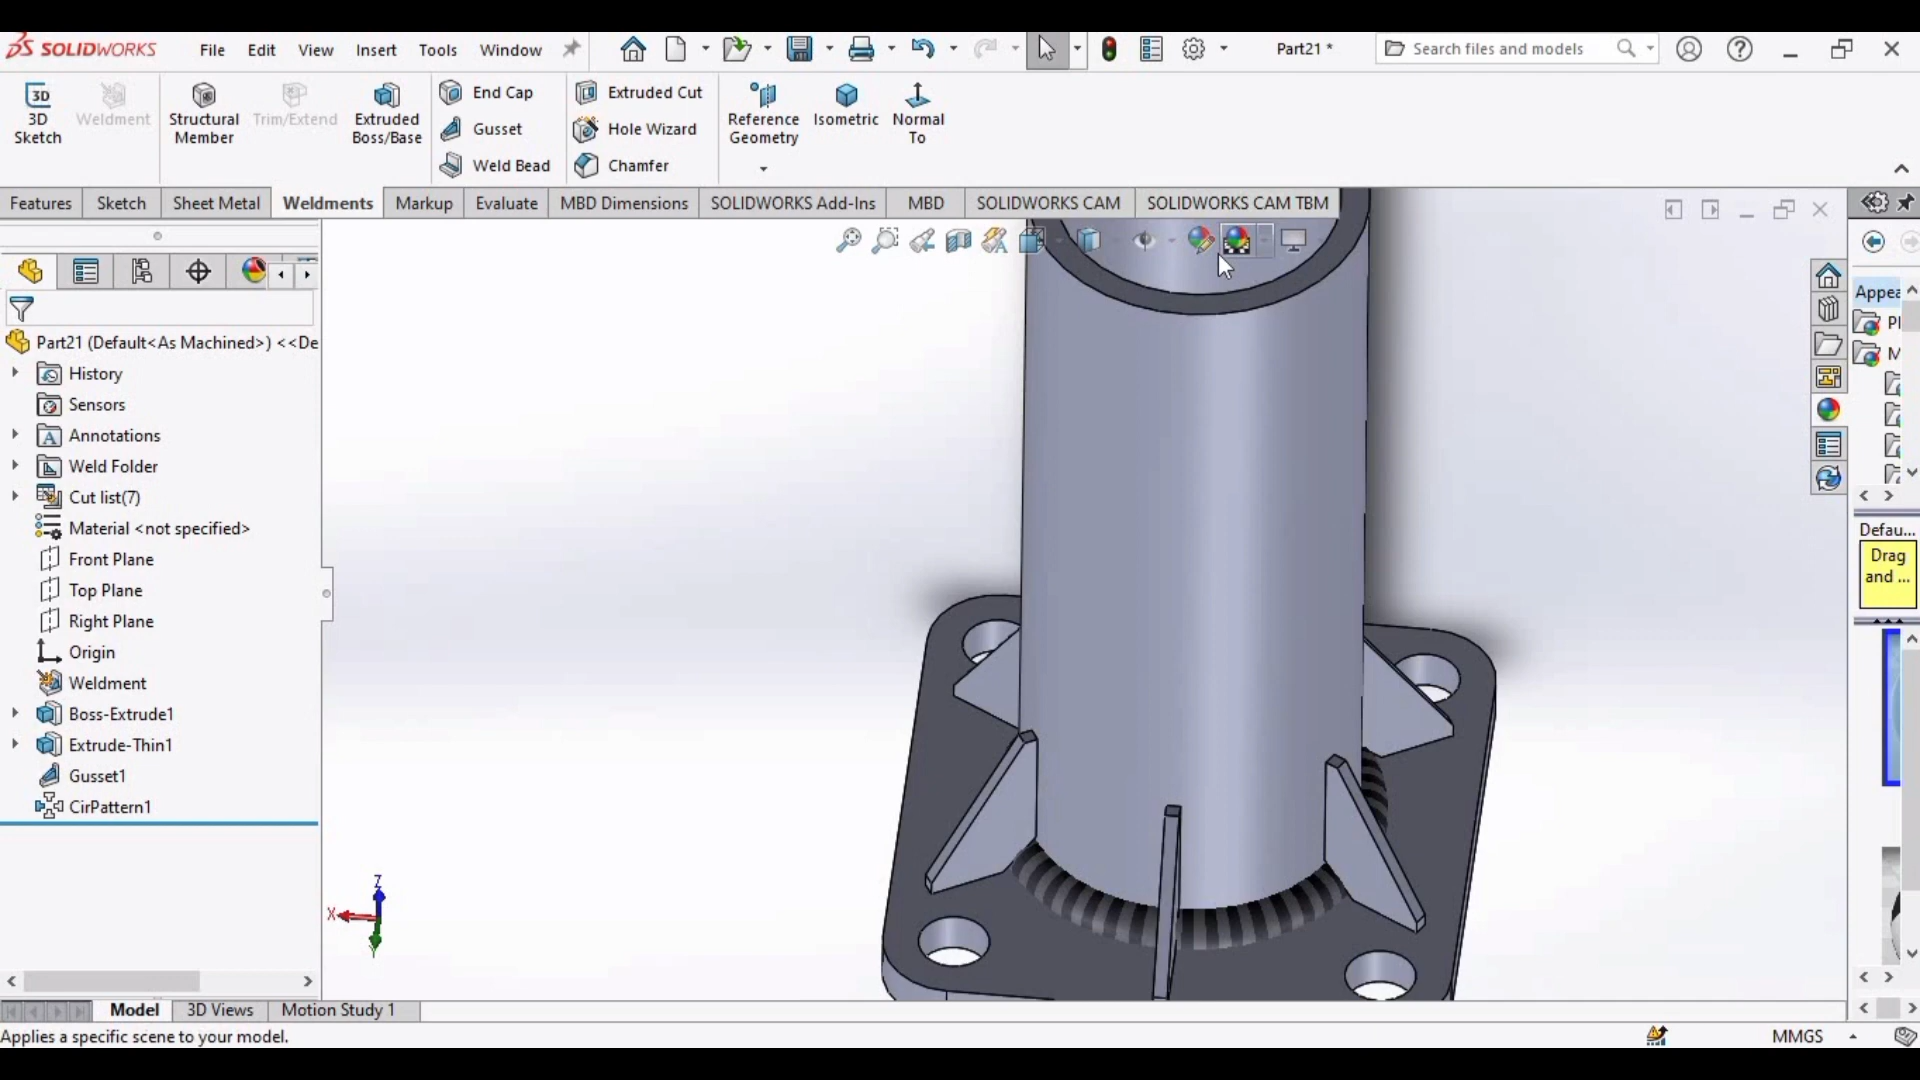 SOLIDWORKS File Edit View Insert Tools Window Part21 * Search files and models
3D Sketch
Weldment
Structural Member
Trim/Extend
Extruded Boss/Base
End Cap
Gusset
Weld Bead
Extruded Cut
Hole Wizard
Chamfer
Reference Geometry
Isometric
Normal To
Features Sketch Sheet Metal Weldments Markup Evaluate MBD Dimensions SOLIDWORKS Add-Ins MBD SOLIDWORKS CAM SOLIDWORKS CAM TBM
Part21 (Default<As Machined>) <<De
History
Sensors
Annotations
Weld Folder
Cut list(7)
Material <not specified>
Front Plane
Top Plane
Right Plane
Origin
Weldment
Boss-Extrude1
Extrude-Thin1
Gusset1
CirPattern1
Z
X
Y
Appea
Pl
M
Defau...
Drag
and ...
Model 3D Views Motion Study 1
Applies a specific scene to your model.
MMGS